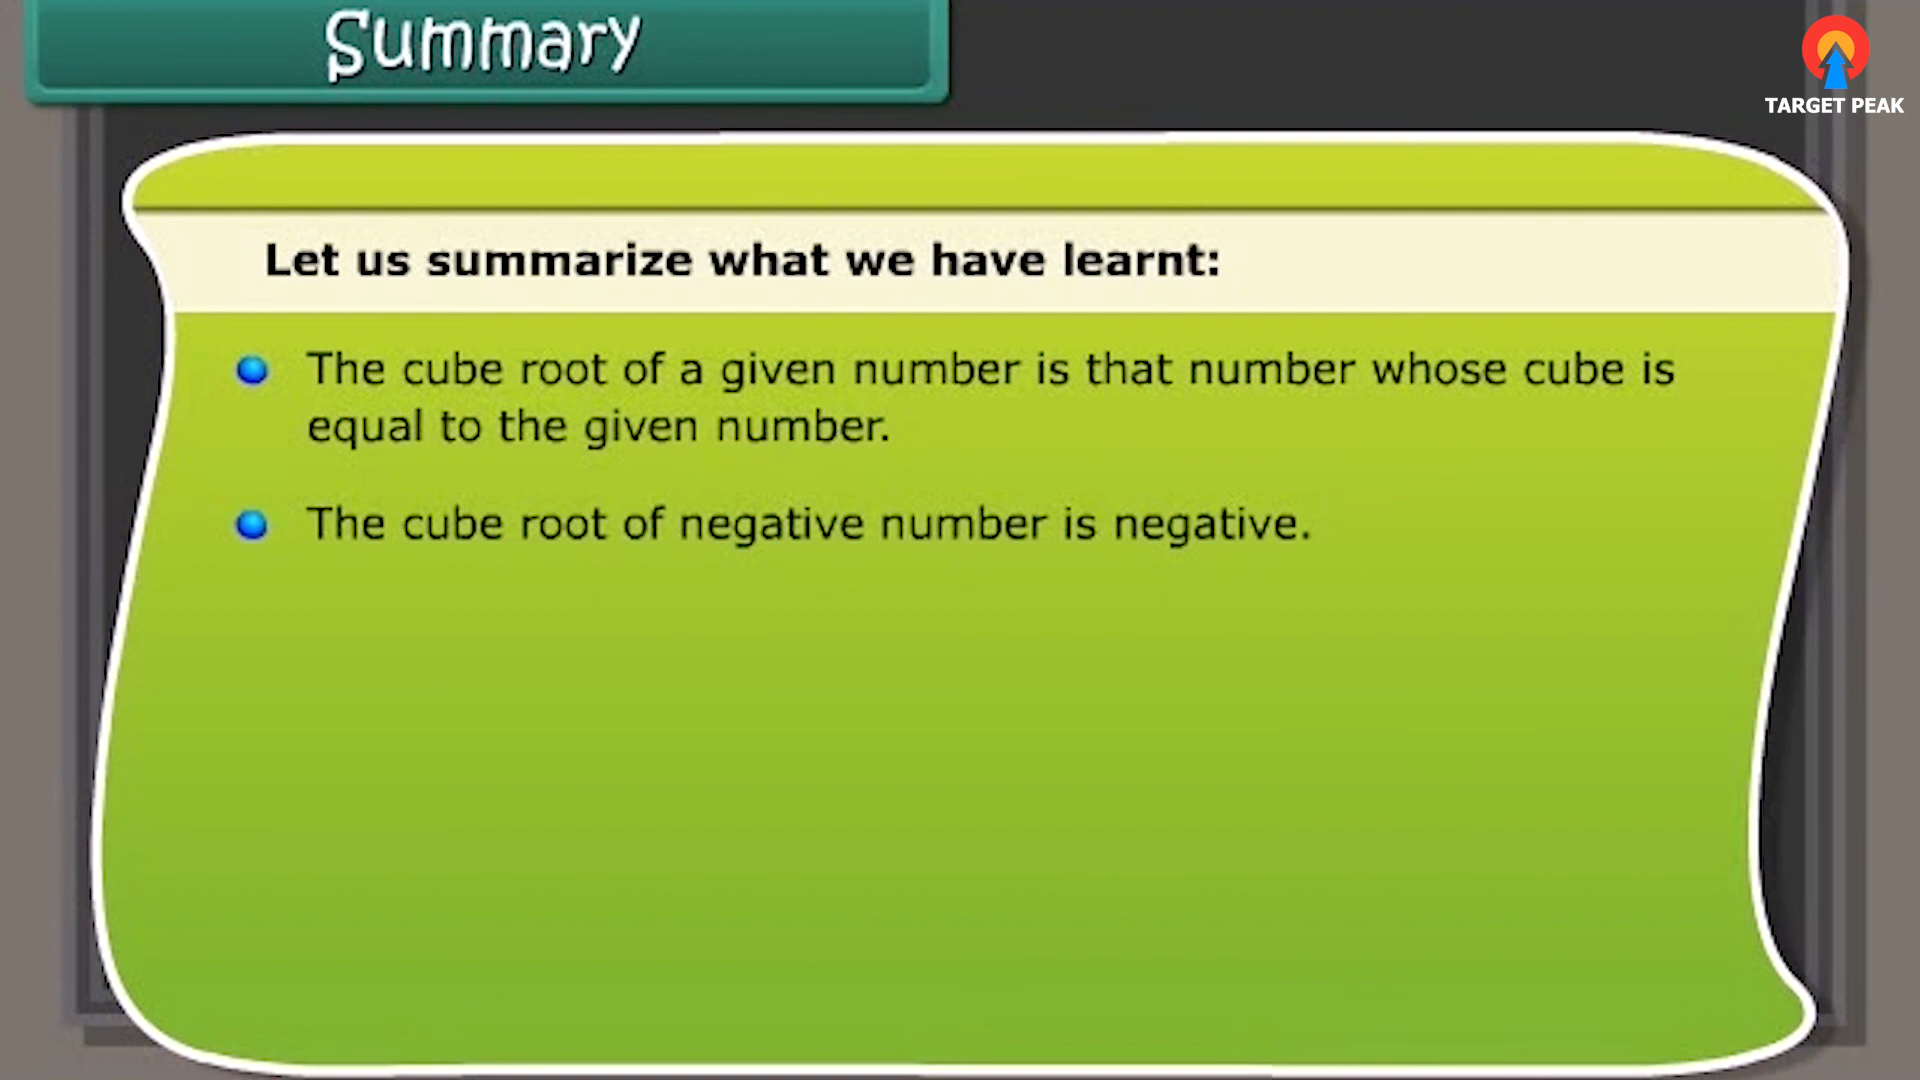 Summary
TARGET PEAK
Let us summarize what we have learnt:
The cube root of a given number is that number whose cube is
equal to the given number.
The cube root of negative number is negative.